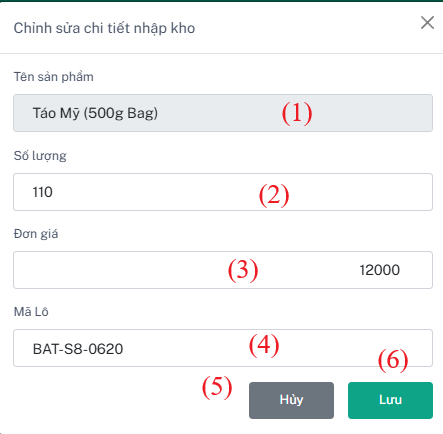 Chỉnh sửa chi tiết nhập kho
Tên sản phẩm
Táo Mỹ (500g Bag) (1)
Số lượng
110 (2)
Đơn giá
(3) 12000
Mã Lô
BAT-S8-0620 (4)
(5) Hủy (6) Lưu